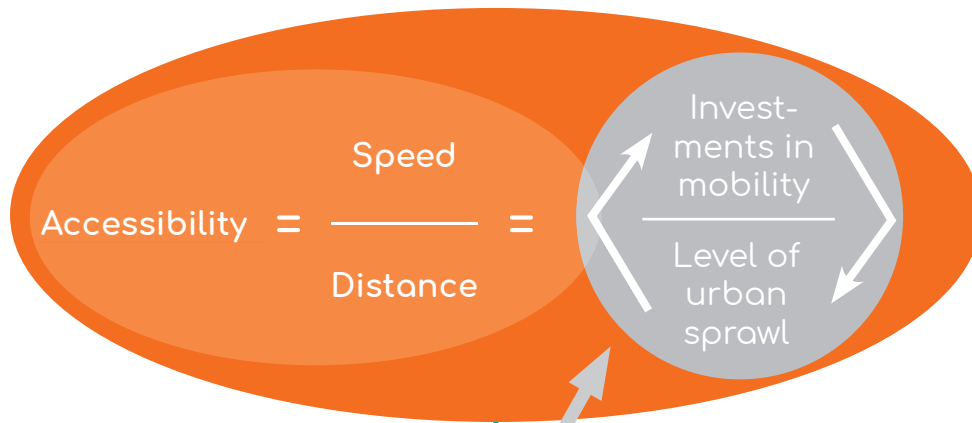 Invest-
ments in
mobility
Speed
Accessibility = =
Distance
Level of
urban
sprawl